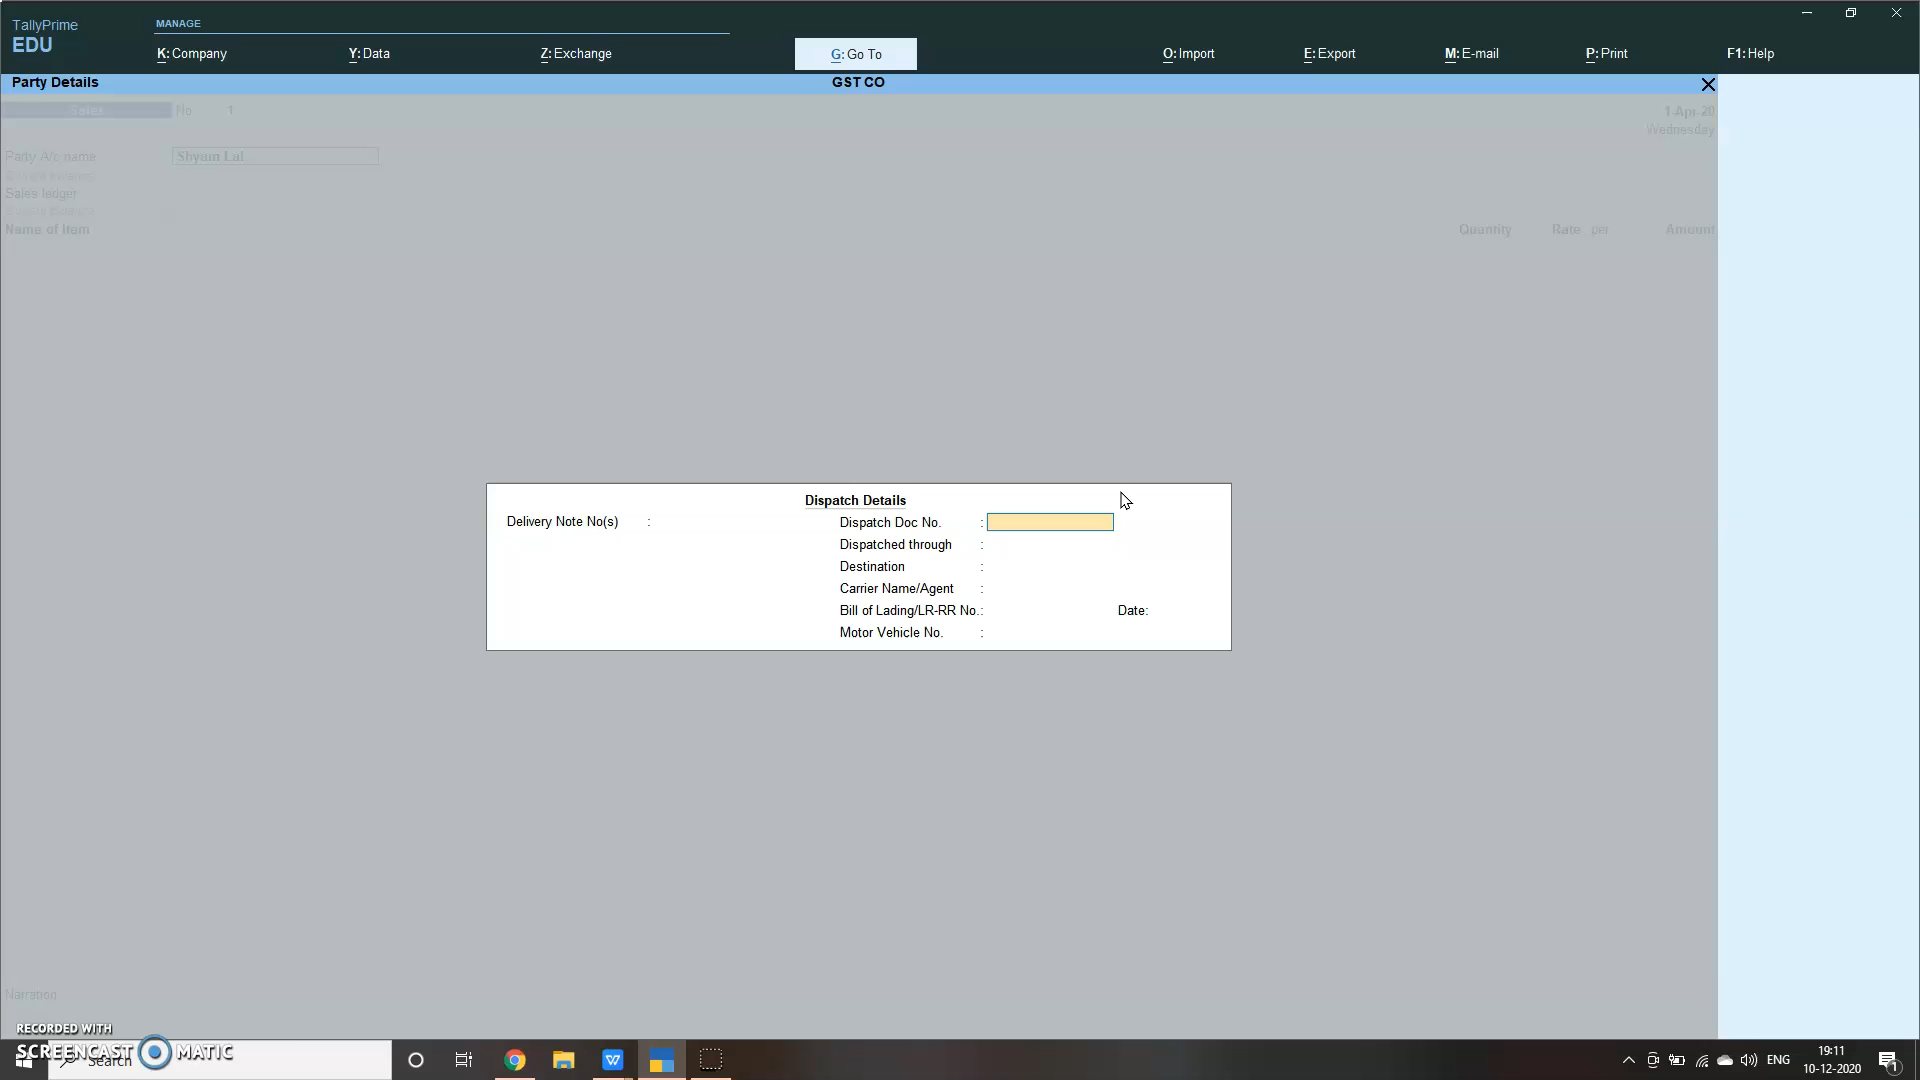 TallyPrime
EDU
MANAGE
K: Company
Y: Data
Z: Exchange
G: Go To
O: Import
E: Export
M: E-mail
P: Print
F1: Help
Party Details
GST CO
Sales No 1
1-Apr-20
Wednesday
Party A/c name Shyam Lal
Sales ledger
Name of Item Quantity Rate per Amount
Dispatch Details
Delivery Note No(s) :
Dispatch Doc No. :
Dispatched through :
Destination :
Carrier Name/Agent :
Bill of Lading/LR-RR No. : Date:
Motor Vehicle No. :
Narration
RECORDED WITH
SCREENCAST MATIC
Search
ENG
19:11
10-12-2020
1